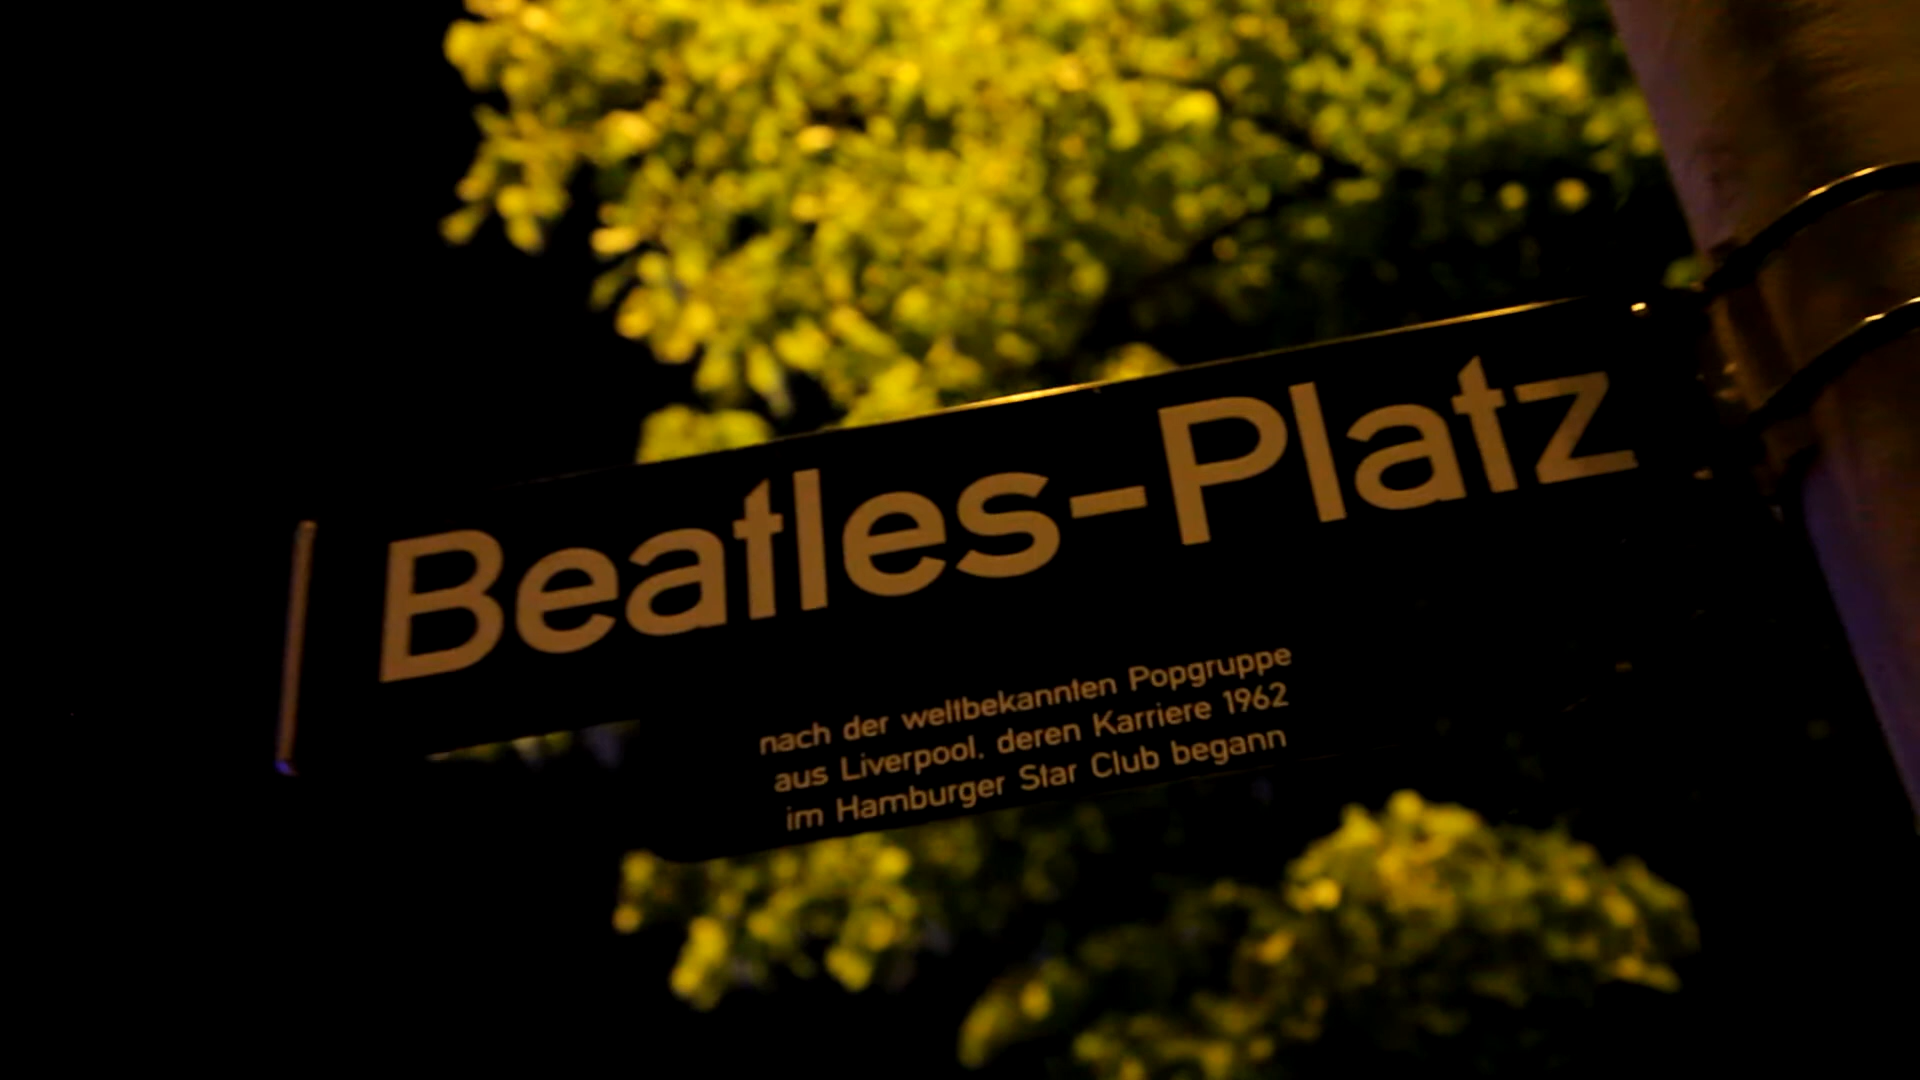 Beatles-Platz
nach der weltbekannten Popgruppe
aus Liverpool, deren Karriere 1962
im Hamburger Star Club begann